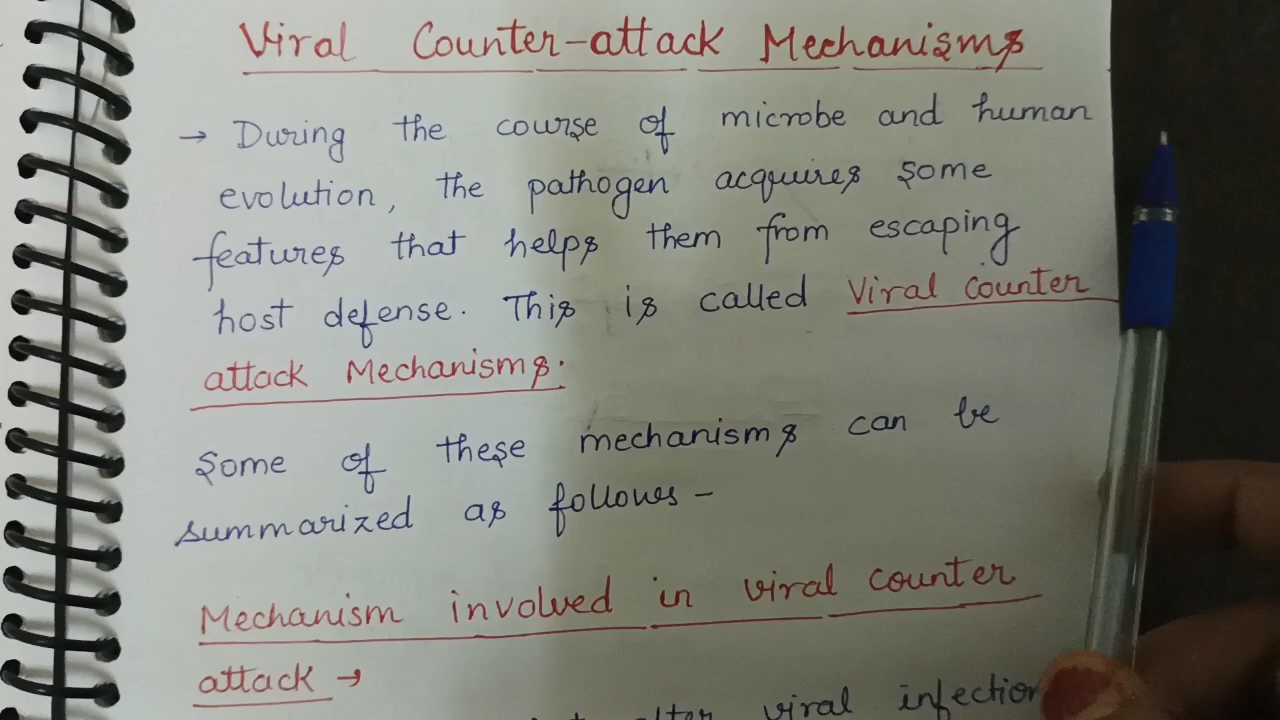 Viral Counter-attack Mechanisms
→ During the course of microbe and human
evolution, the pathogen acquires some
features that helps them from escaping
host defense. This is called Viral Counter
attack Mechanisms.
Some of these mechanisms can be
summarized as follows -
Mechanism involved in viral counter
attack →
viral infection